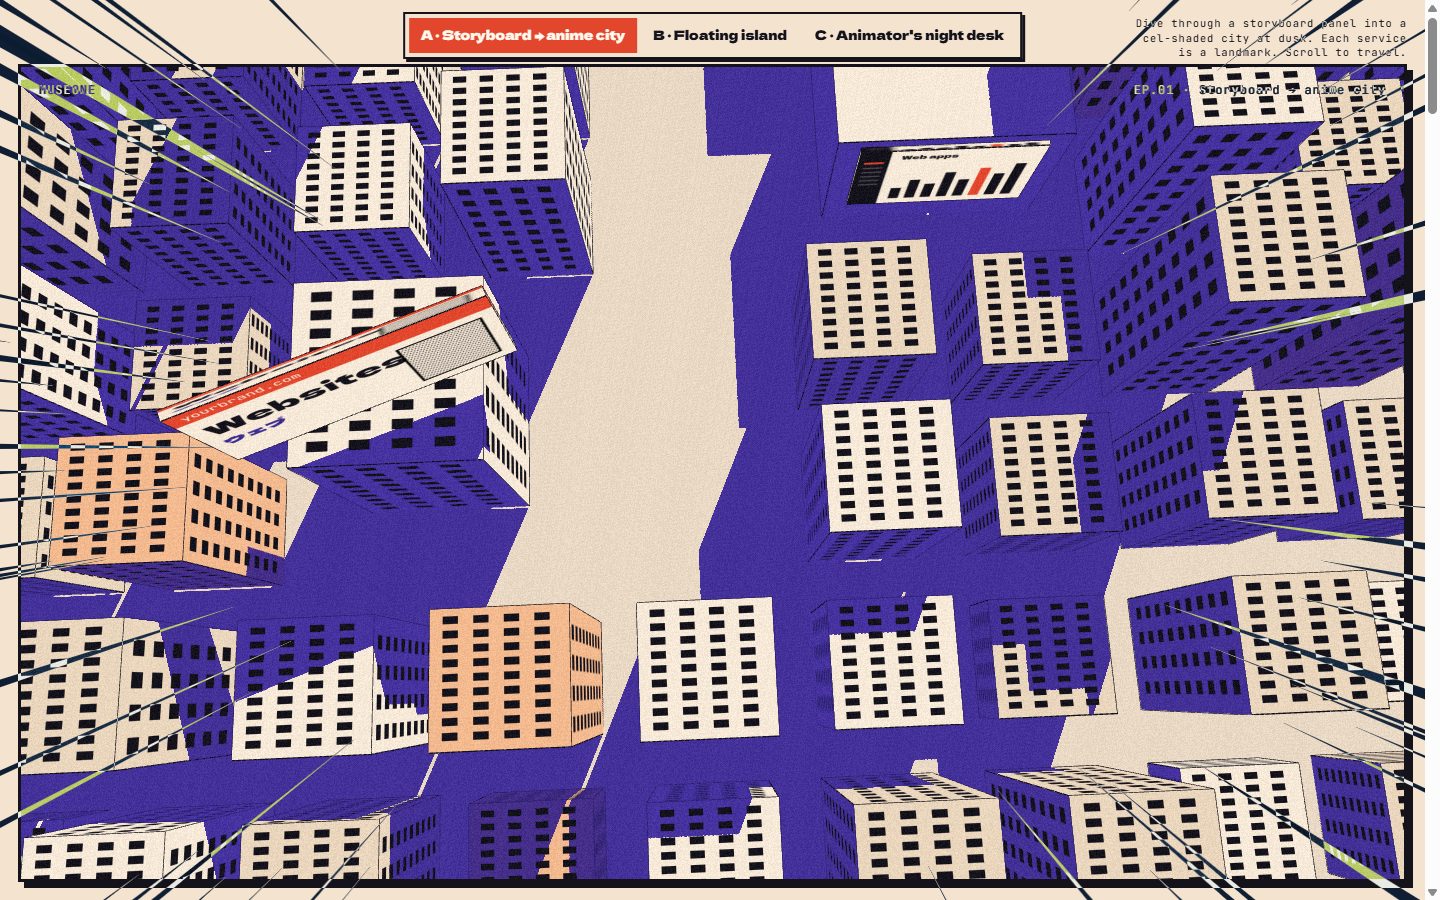 A · Storyboard → anime city
B · Floating island
C · Animator's night desk
Dive through a storyboard panel into a
cel-shaded city at dusk. Each service
is a landmark. Scroll to travel.
MUSEONE
EP.01 · Storyboard → anime city
Web apps
yourbrand.com
Websites